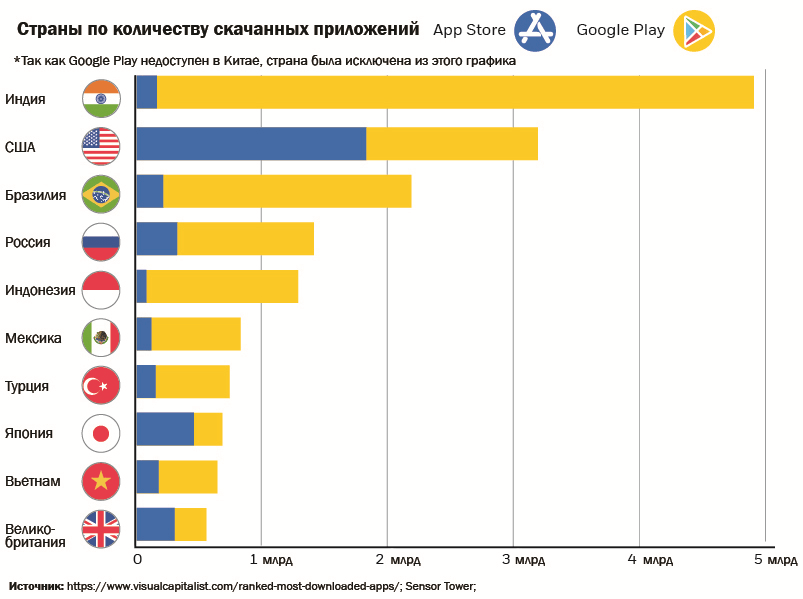 Страны по количеству скачанных приложений App Store Google Play
*Так как Google Play недоступен в Китае, страна была исключена из этого графика
Индия
США
Бразилия
Россия
Индонезия
Мексика
Турция
Япония
Вьетнам
Велико-
британия
0 1 млрд 2 млрд 3 млрд 4 млрд 5 млрд
Источник: https://www.visualcapitalist.com/ranked-most-downloaded-apps/; Sensor Tower;